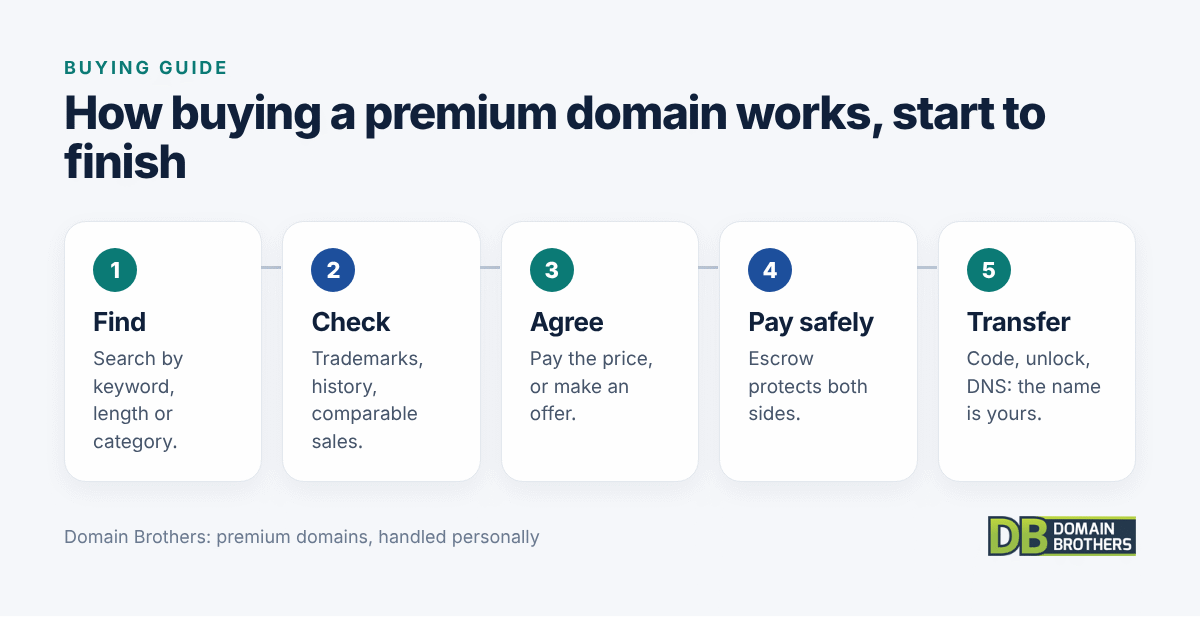 BUYING GUIDE
How buying a premium domain works, start to
finish
1
Find
Search by
keyword,
length or
category.
2
Check
Trademarks,
history,
comparable
sales.
3
Agree
Pay the price,
or make an
offer.
4
Pay safely
Escrow
protects both
sides.
5
Transfer
Code, unlock,
DNS: the name
is yours.
Domain Brothers: premium domains, handled personally
DB DOMAIN
BROTHERS